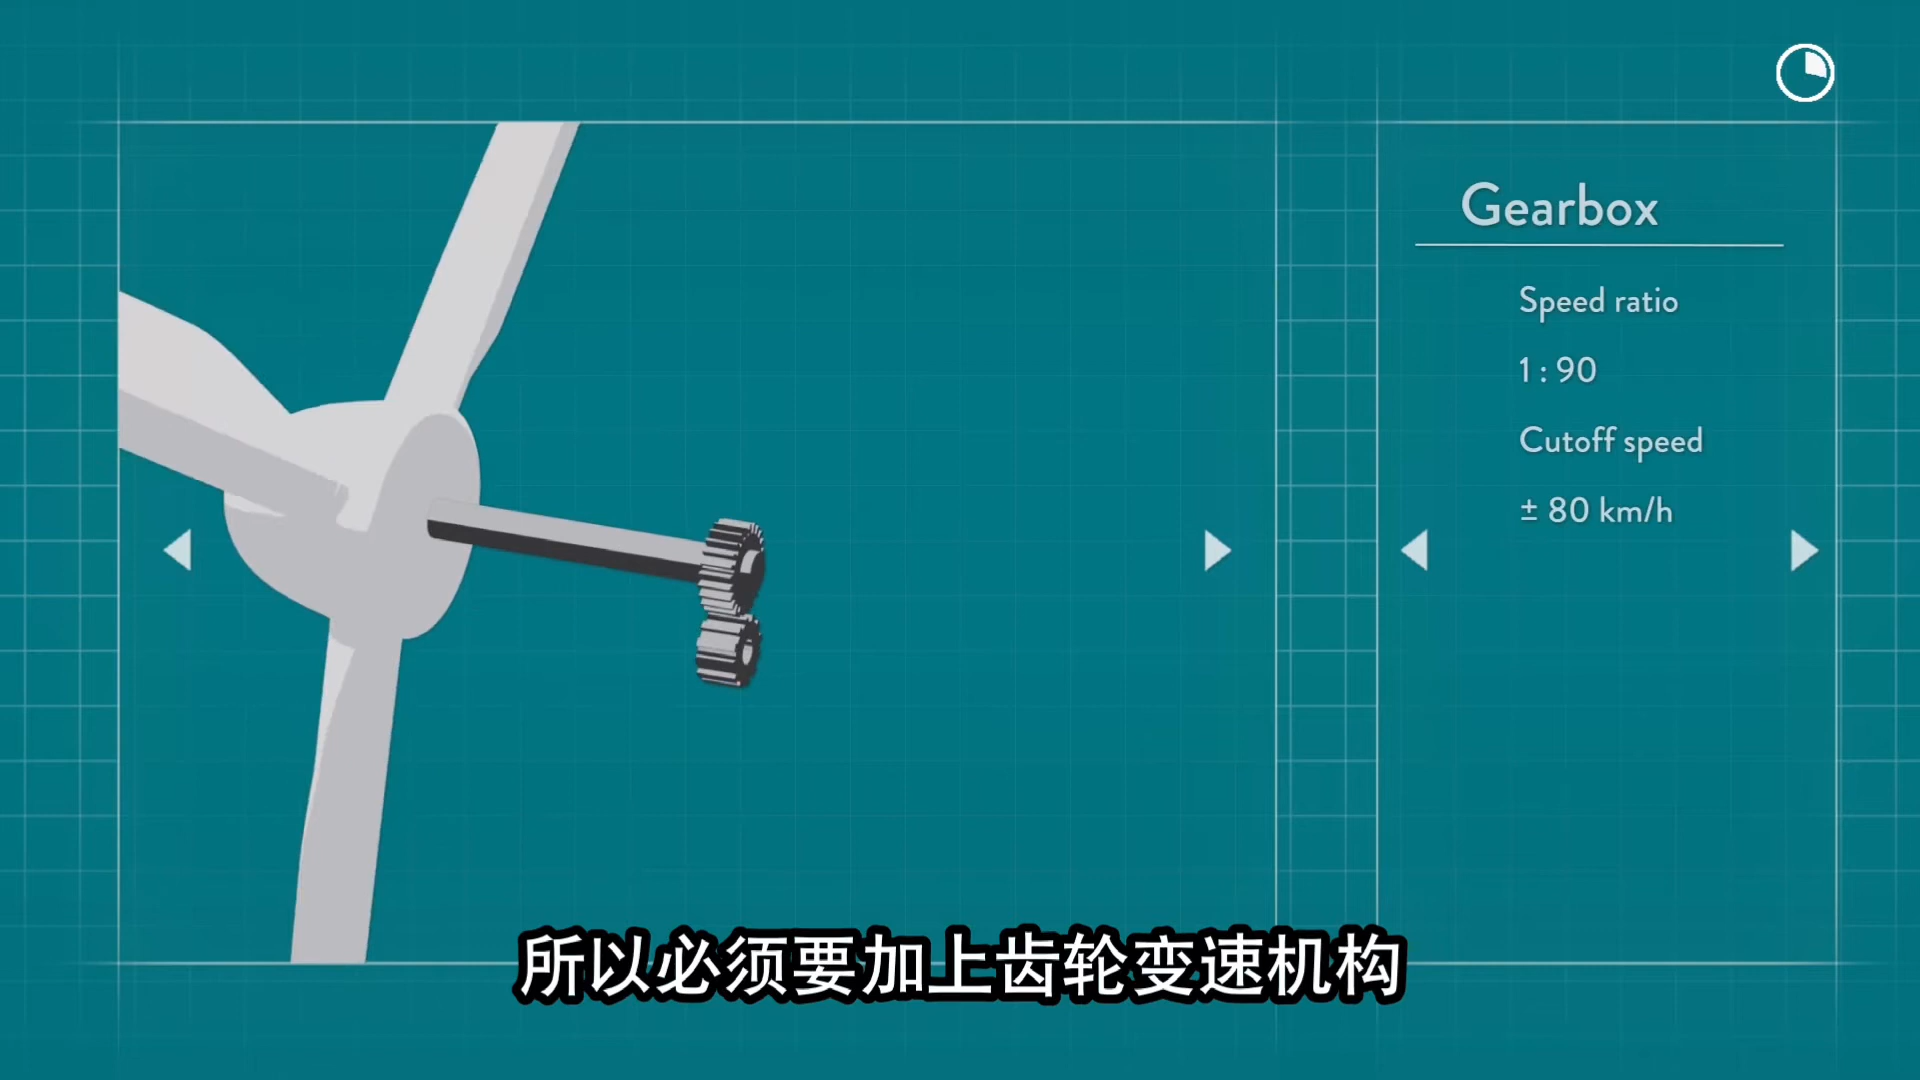 Gearbox
Speed ratio
1 : 90
Cutoff speed
± 80 km/h
所以必须要加上齿轮变速机构